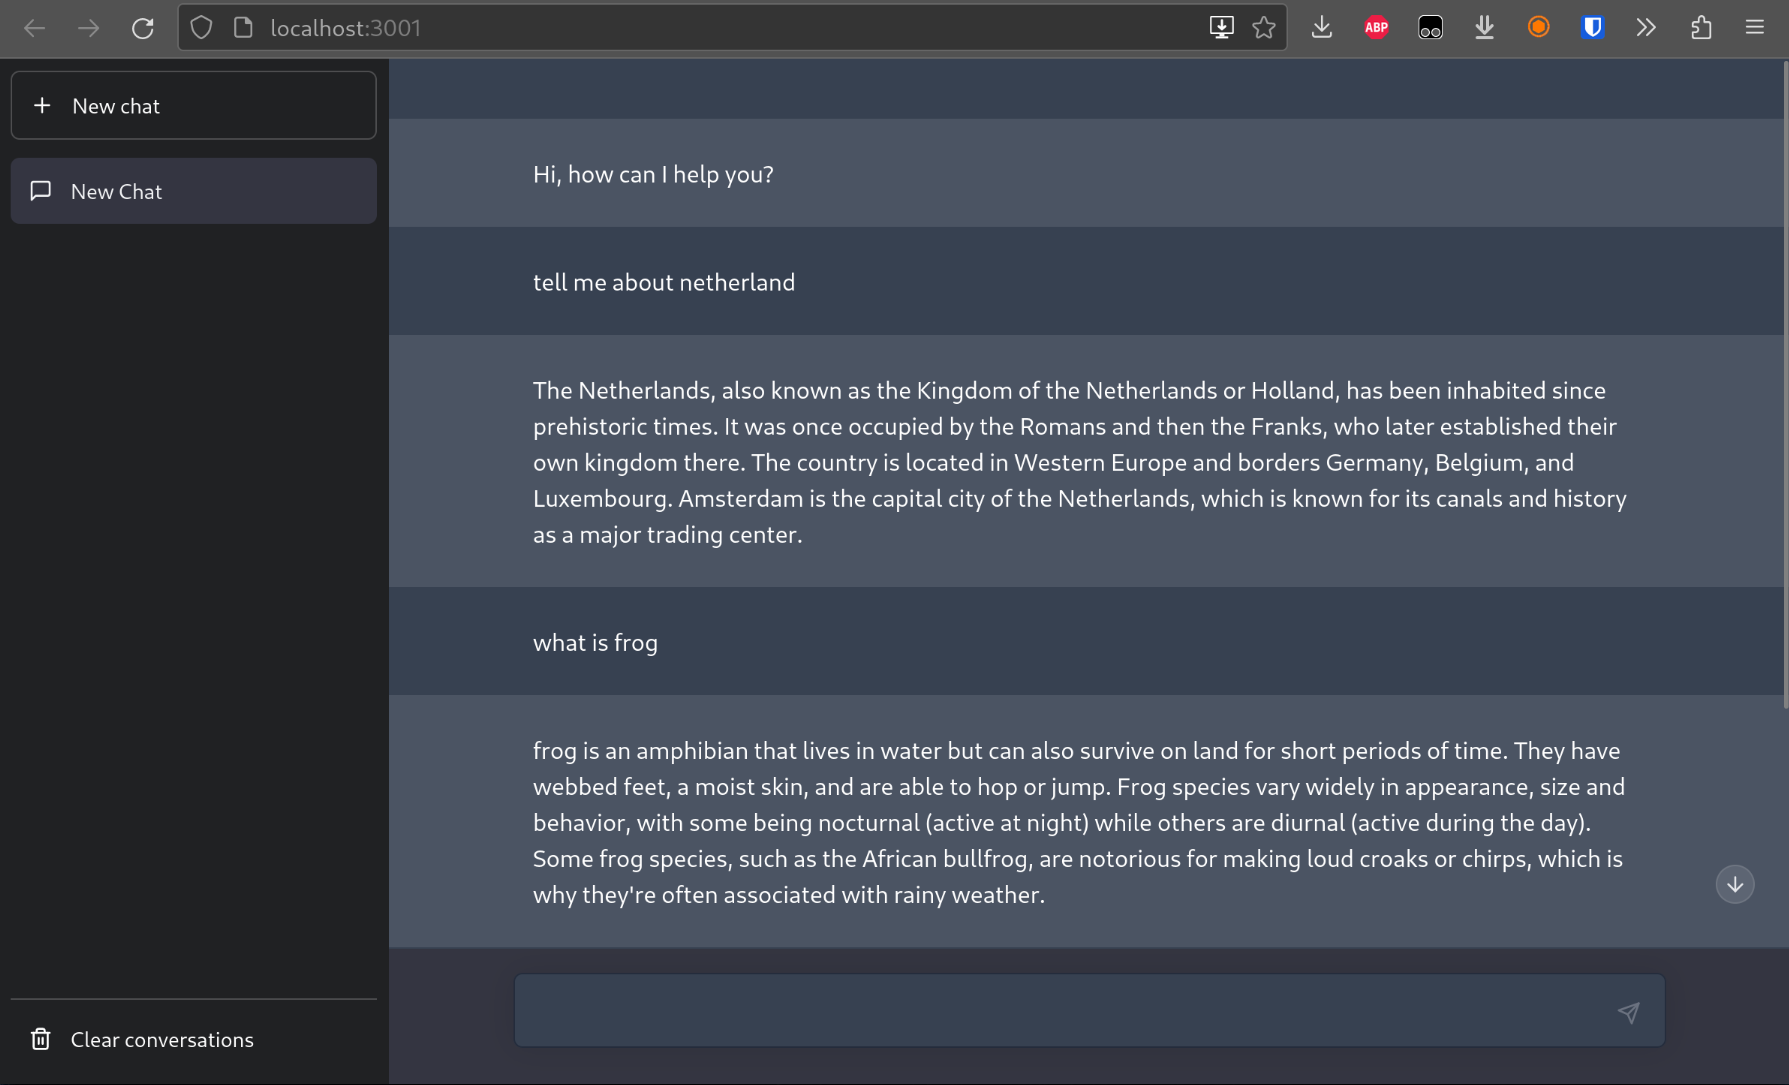 localhost:3001
ABP
New chat
New Chat
Hi, how can I help you?
tell me about netherland
The Netherlands, also known as the Kingdom of the Netherlands or Holland, has been inhabited since
prehistoric times. It was once occupied by the Romans and then the Franks, who later established their
own kingdom there. The country is located in Western Europe and borders Germany, Belgium, and
Luxembourg. Amsterdam is the capital city of the Netherlands, which is known for its canals and history
as a major trading center.
what is frog
frog is an amphibian that lives in water but can also survive on land for short periods of time. They have
webbed feet, a moist skin, and are able to hop or jump. Frog species vary widely in appearance, size and
behavior, with some being nocturnal (active at night) while others are diurnal (active during the day).
Some frog species, such as the African bullfrog, are notorious for making loud croaks or chirps, which is
why they're often associated with rainy weather.
Clear conversations